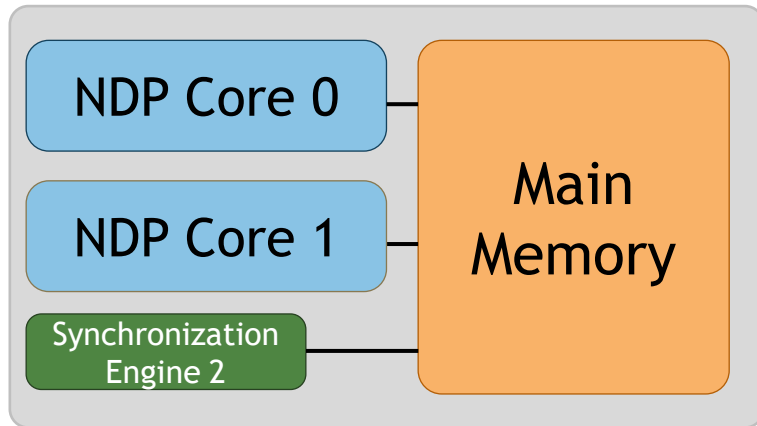 NDP Core 0
NDP Core 1
Synchronization
Engine 2
Main
Memory